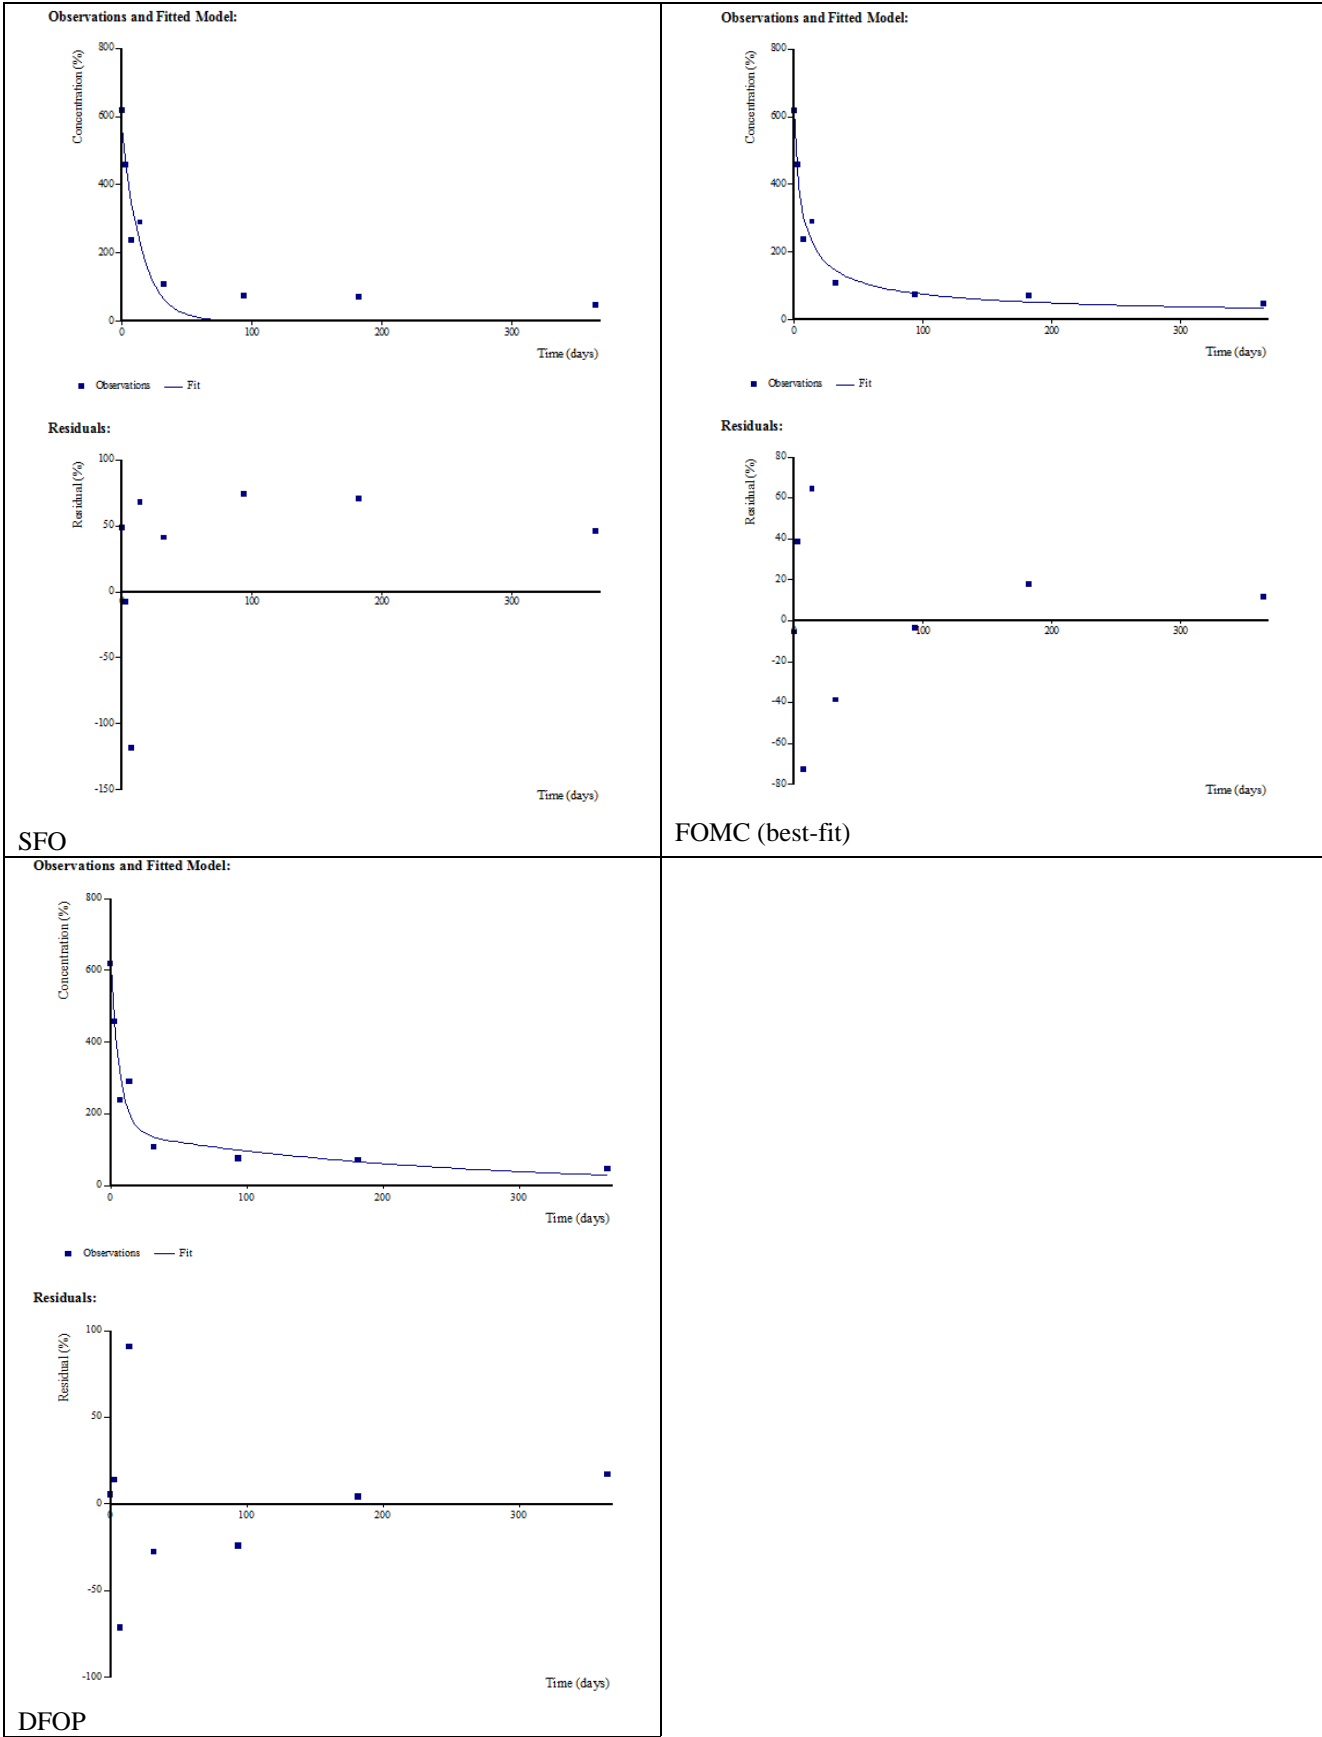 Observations and Fitted Model:
Concentration (%)
800
600
400
200
0
0 100 200 300
Time (days)
Observations Fit
Residuals:
Residual (%)
100
50
0
-50
-100
-150
100 200 300
Time (days)
SFO
Observations and Fitted Model:
Concentration (%)
800
600
400
200
0
0 100 200 300
Time (days)
Observations Fit
Residuals:
Residual (%)
80
60
40
20
0
-20
-40
-60
-80
100 200 300
Time (days)
FOMC (best-fit)
Observations and Fitted Model:
Concentration (%)
800
600
400
200
0
0 100 200 300
Time (days)
Observations Fit
Residuals:
Residual (%)
100
50
0
-50
-100
0 100 200 300
Time (days)
DFOP